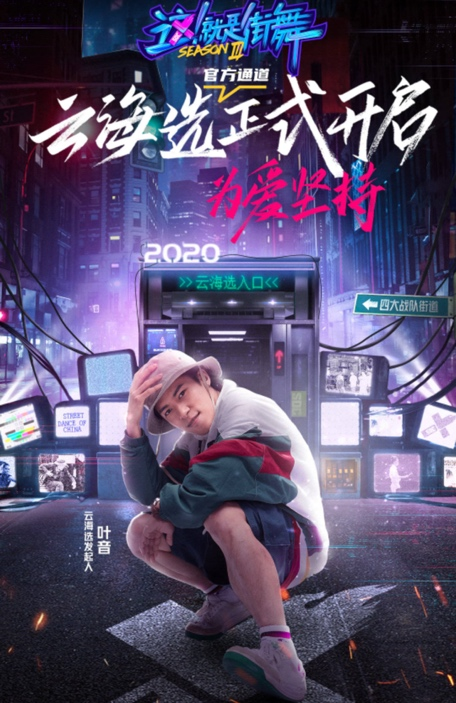 这!就是街舞
SEASON III
官方通道
云海选正式开启
为爱坚持
2020
>>云海选入口<<
四大战队街道
STREET
DANCE OF
CHINA
云海选发起人
叶音